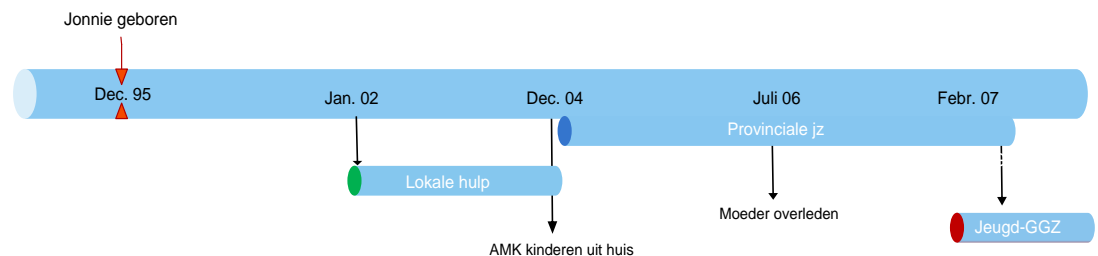 Jonnie geboren
Dec. 95
Jan. 02
Dec. 04
Juli 06
Febr. 07
Provinciale jz
Lokale hulp
Moeder overleden
Jeugd-GGZ
AMK kinderen uit huis